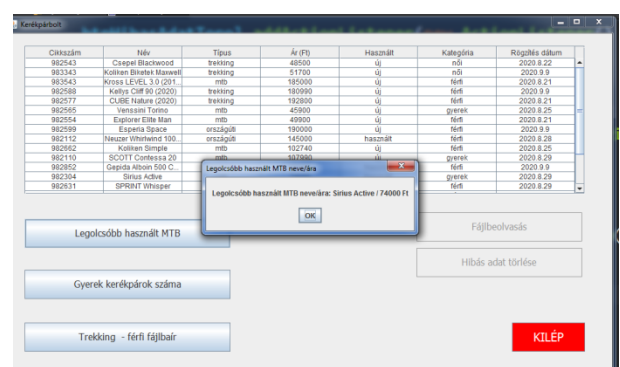 Kerékpárbolt
Cikkszám Név Típus Ár (Ft) Használt Kategória Rögzítés dátum
982543 Csepel Blackwood trekking 48500 új női 2020.8.22
983343 Koliken Biketek Maxwell trekking 51700 új női 2020.9.9
983543 Kross LEVEL 3.0 (201... mtb 185000 új férfi 2020.8.21
982588 Kellys Cliff 90 (2020) trekking 180990 új férfi 2020.9.9
982577 CUBE Nature (2020) trekking 192800 új férfi 2020.8.21
982565 Venssini Torino mtb 45900 új gyerek 2020.8.25
982554 Explorer Elite Man mtb 49900 új férfi 2020.8.21
982599 Esperia Space országúti 190000 új férfi 2020.9.9
982112 Neuzer Whirlwind 100... országúti 145000 használt férfi 2020.8.28
982662 Koliken Simple mtb 102740 új férfi 2020.8.25
982110 SCOTT Contessa 20 mtb 107990 új gyerek 2020.8.29
982852 Gepida Alboin 500 C... férfi 2020.9.9
982304 Sirius Active gyerek 2020.8.29
982631 SPRINT Whisper férfi 2020.8.29
Legolcsóbb használt MTB neve/ára
Legolcsóbb használt MTB neve/ára: Sirius Active / 74000 Ft
OK
Legolcsóbb használt MTB
Gyerek kerékpárok száma
Trekking - férfi fájlbaír
Fájlbeolvasás
Hibás adat törlése
KILÉP